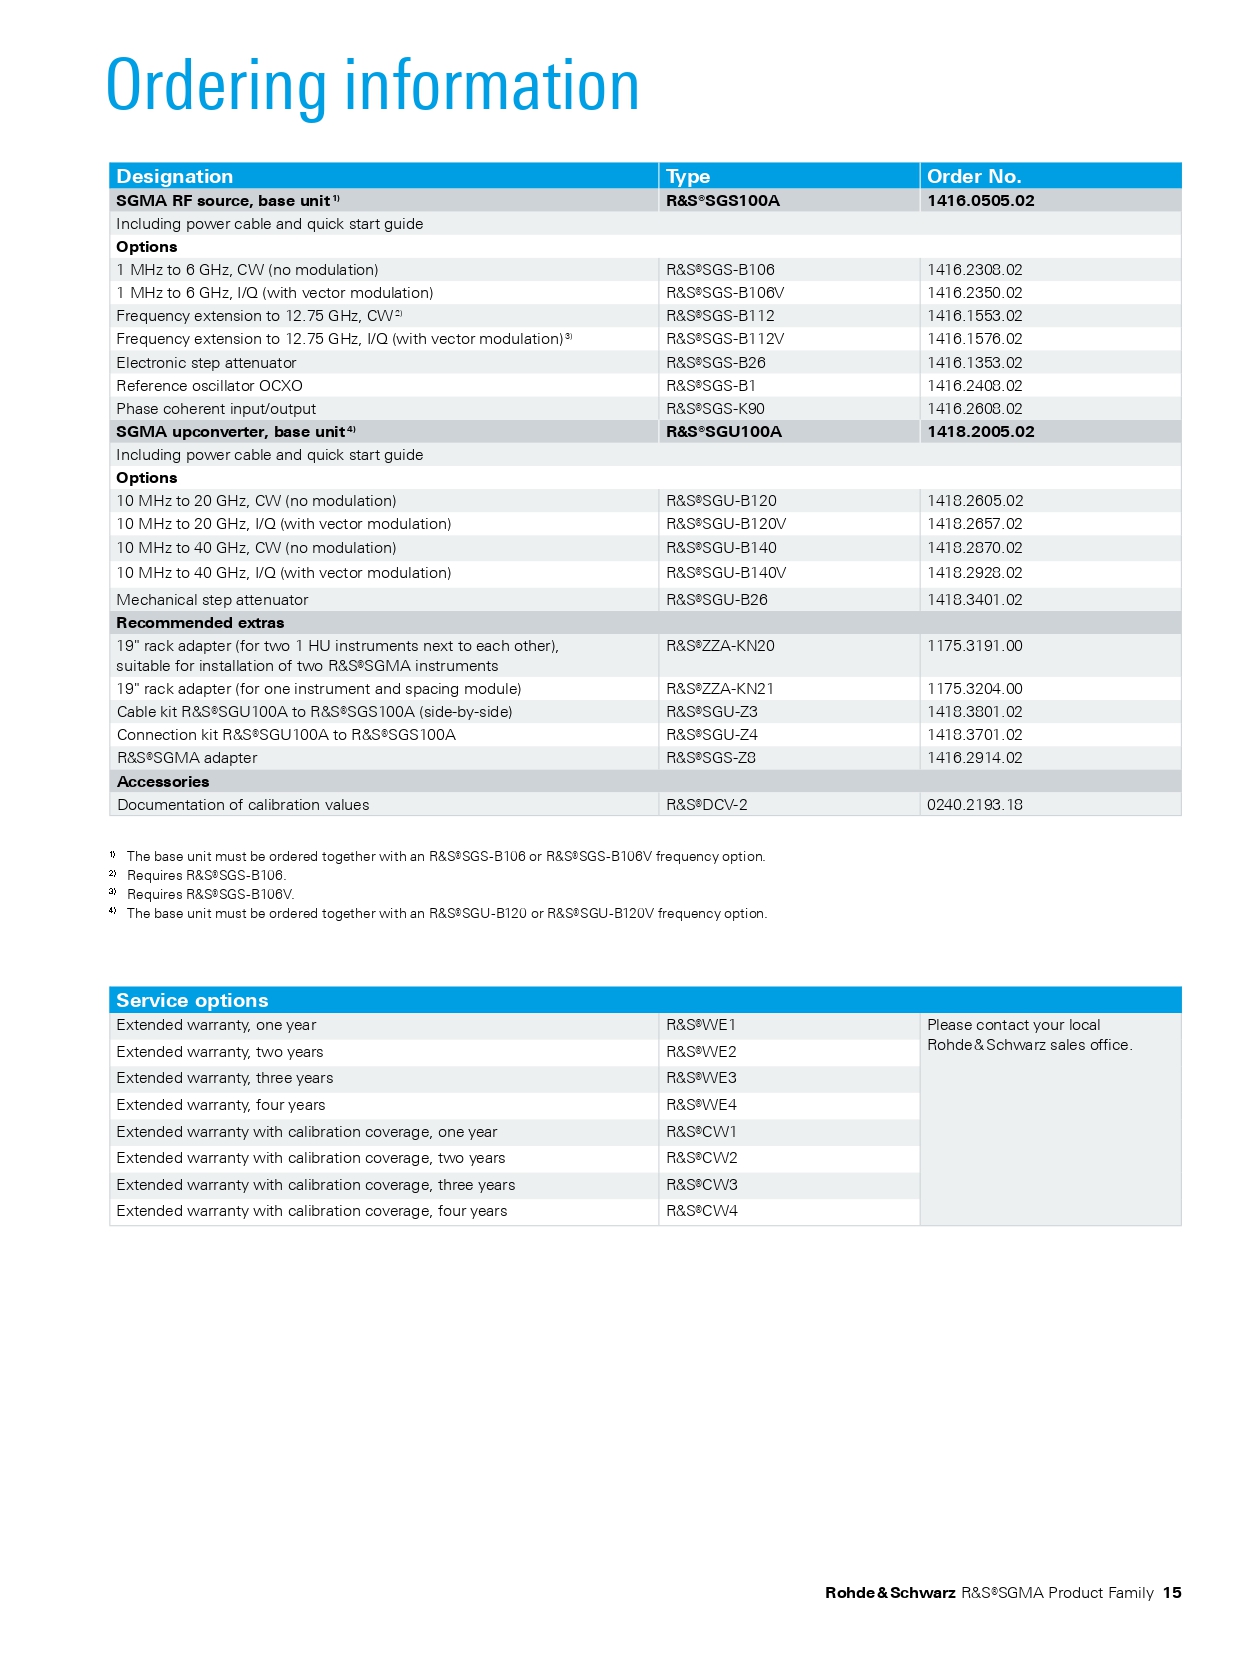 Ordering information
Designation Type Order No.
SGMA RF source, base unit 1) R&S®SGS100A 1416.0505.02
Including power cable and quick start guide
Options
1 MHz to 6 GHz, CW (no modulation) R&S®SGS-B106 1416.2308.02
1 MHz to 6 GHz, I/Q (with vector modulation) R&S®SGS-B106V 1416.2350.02
Frequency extension to 12.75 GHz, CW 2) R&S®SGS-B112 1416.1553.02
Frequency extension to 12.75 GHz, I/Q (with vector modulation) 3) R&S®SGS-B112V 1416.1576.02
Electronic step attenuator R&S®SGS-B26 1416.1353.02
Reference oscillator OCXO R&S®SGS-B1 1416.2408.02
Phase coherent input/output R&S®SGS-K90 1416.2608.02
SGMA upconverter, base unit 4) R&S®SGU100A 1418.2005.02
Including power cable and quick start guide
Options
10 MHz to 20 GHz, CW (no modulation) R&S®SGU-B120 1418.2605.02
10 MHz to 20 GHz, I/Q (with vector modulation) R&S®SGU-B120V 1418.2657.02
10 MHz to 40 GHz, CW (no modulation) R&S®SGU-B140 1418.2870.02
10 MHz to 40 GHz, I/Q (with vector modulation) R&S®SGU-B140V 1418.2928.02
Mechanical step attenuator R&S®SGU-B26 1418.3401.02
Recommended extras
19" rack adapter (for two 1 HU instruments next to each other), R&S®ZZA-KN20 1175.3191.00
suitable for installation of two R&S®SGMA instruments
19" rack adapter (for one instrument and spacing module) R&S®ZZA-KN21 1175.3204.00
Cable kit R&S®SGU100A to R&S®SGS100A (side-by-side) R&S®SGU-Z3 1418.3801.02
Connection kit R&S®SGU100A to R&S®SGS100A R&S®SGU-Z4 1418.3701.02
R&S®SGMA adapter R&S®SGS-Z8 1416.2914.02
Accessories
Documentation of calibration values R&S®DCV-2 0240.2193.18
1) The base unit must be ordered together with an R&S®SGS-B106 or R&S®SGS-B106V frequency option.
2) Requires R&S®SGS-B106.
3) Requires R&S®SGS-B106V.
4) The base unit must be ordered together with an R&S®SGU-B120 or R&S®SGU-B120V frequency option.
Service options
Extended warranty, one year R&S®WE1 Please contact your local
Rohde & Schwarz sales office.
Extended warranty, two years R&S®WE2
Extended warranty, three years R&S®WE3
Extended warranty, four years R&S®WE4
Extended warranty with calibration coverage, one year R&S®CW1
Extended warranty with calibration coverage, two years R&S®CW2
Extended warranty with calibration coverage, three years R&S®CW3
Extended warranty with calibration coverage, four years R&S®CW4
Rohde & Schwarz R&S®SGMA Product Family 15